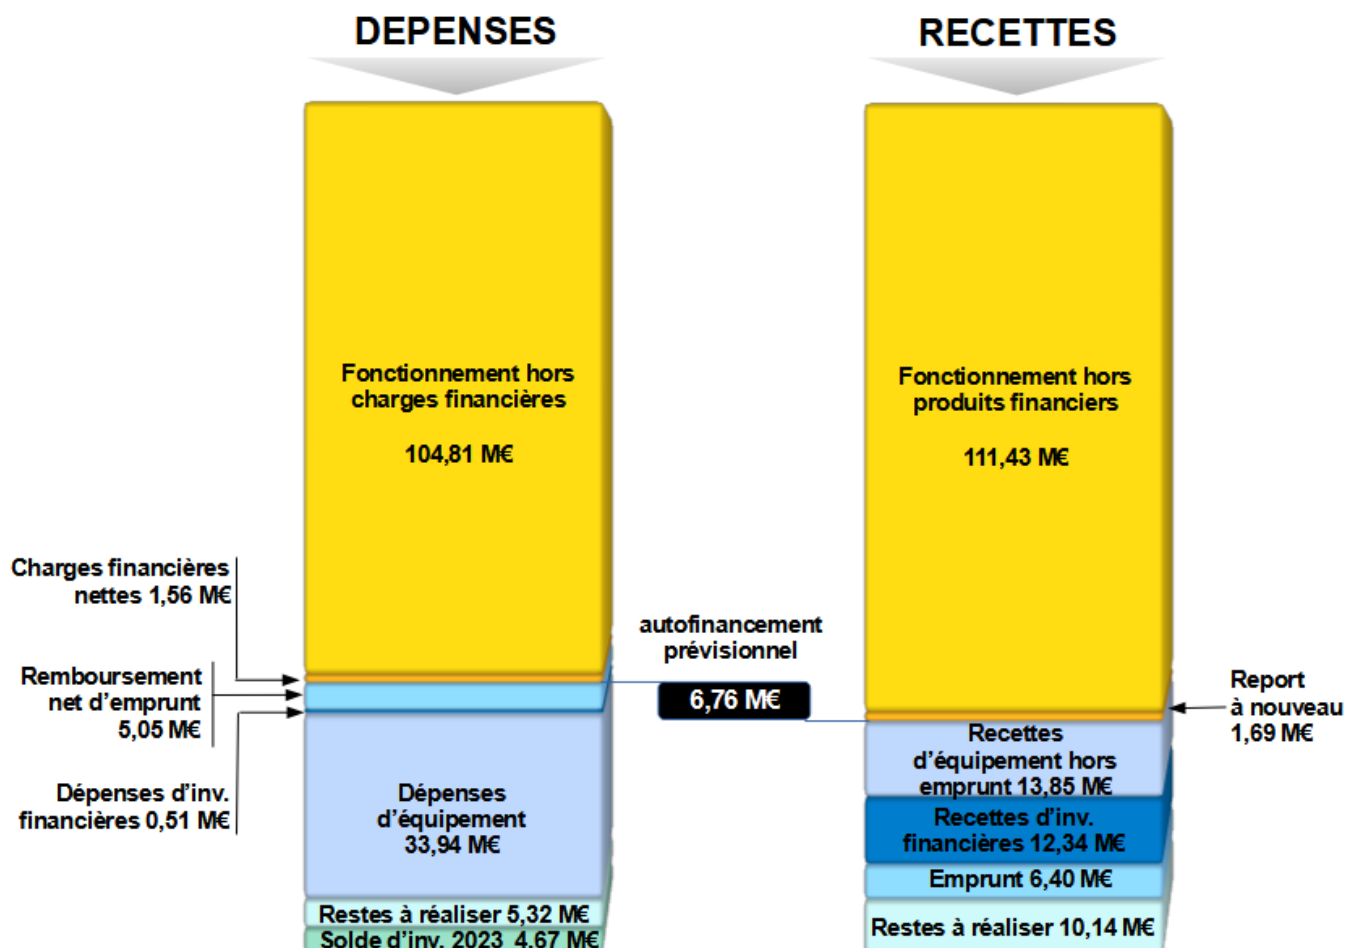 DEPENSES
RECETTES
Fonctionnement hors
charges financières
104,81 M€
Fonctionnement hors
produits financiers
111,43 M€
Charges financières
nettes 1,56 M€
Remboursement
net d’emprunt
5,05 M€
Dépenses d’inv.
financières 0,51 M€
autofinancement
prévisionnel
6,76 M€
Report
à nouveau
1,69 M€
Dépenses
d’équipement
33,94 M€
Recettes
d’équipement hors
emprunt 13,85 M€
Recettes d’inv.
financières 12,34 M€
Emprunt 6,40 M€
Restes à réaliser 5,32 M€
Restes à réaliser 10,14 M€
Solde d’inv. 2023 4,67 M€